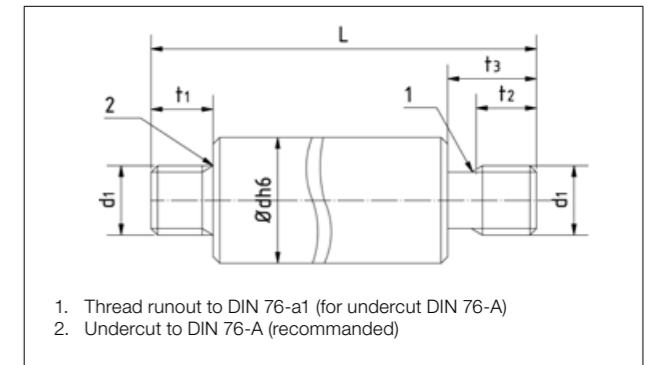 L
t3
t1
t2
2
1
d1
Ødh6
d1
1. Thread runout to DIN 76-a1 (for undercut DIN 76-A)
2. Undercut to DIN 76-A (recommanded)